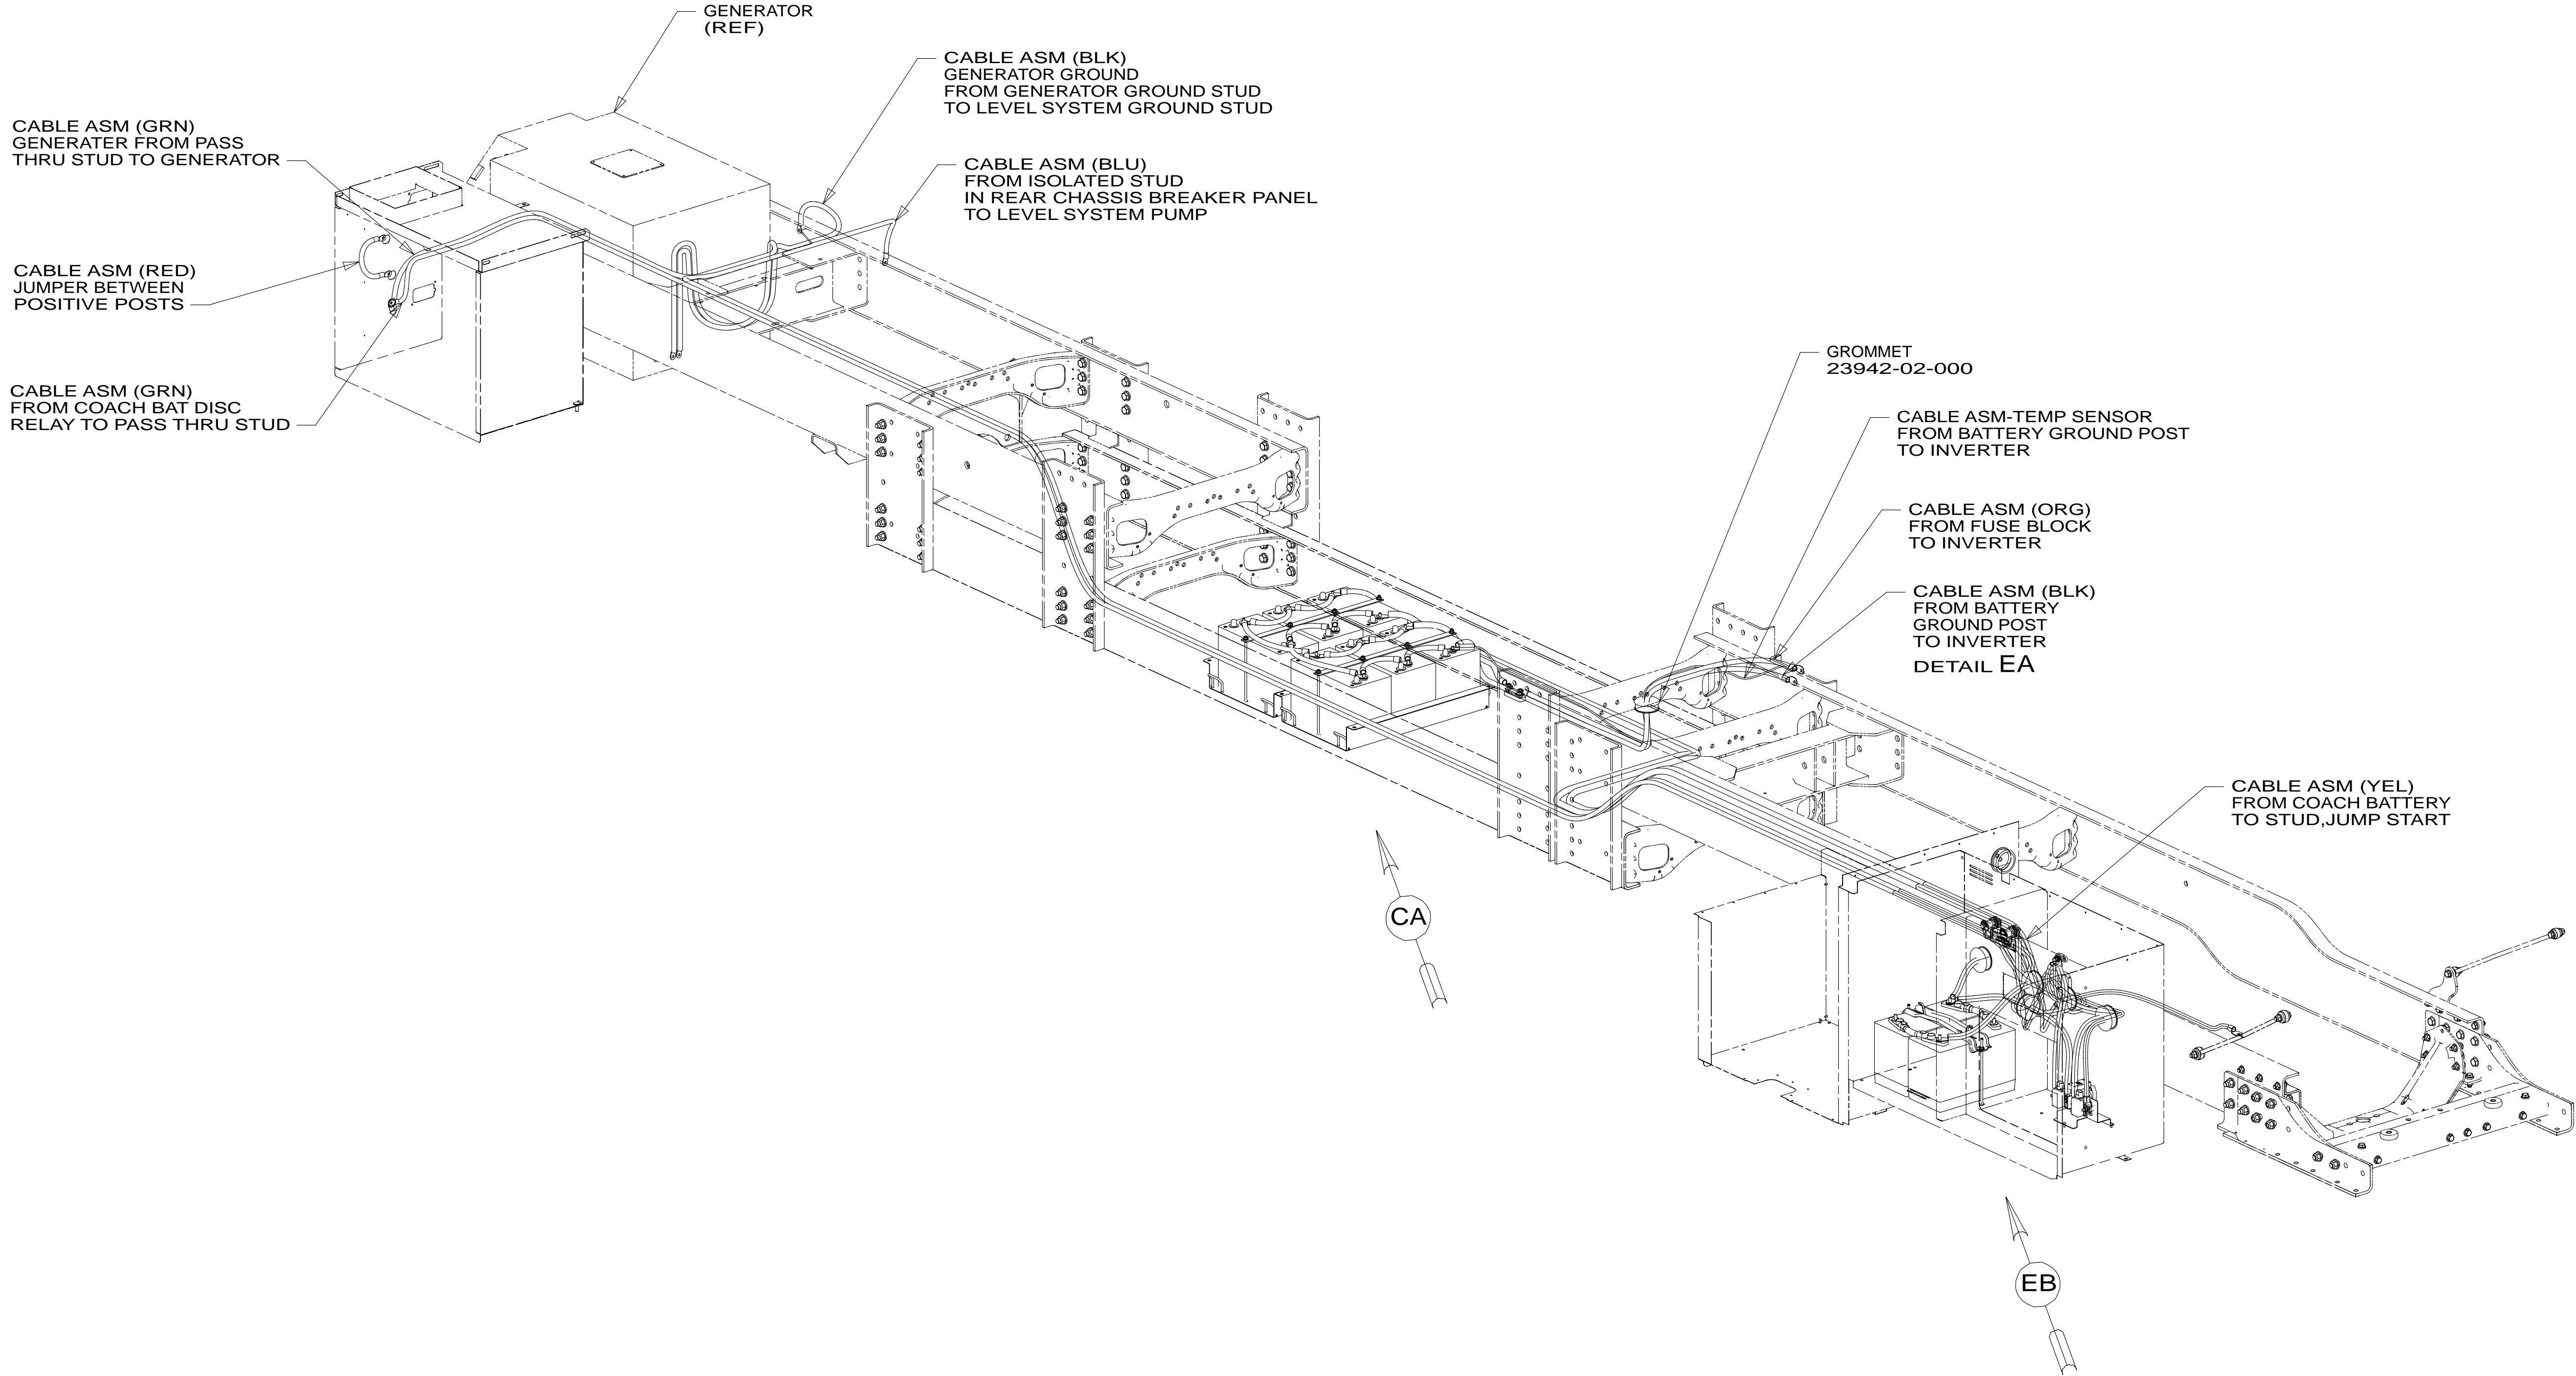 GENERATOR
(REF)
CABLE ASM (BLK)
GENERATOR GROUND
FROM GENERATOR GROUND STUD
TO LEVEL SYSTEM GROUND STUD
CABLE ASM (GRN)
GENERATER FROM PASS
THRU STUD TO GENERATOR
CABLE ASM (BLU)
FROM ISOLATED STUD
IN REAR CHASSIS BREAKER PANEL
TO LEVEL SYSTEM PUMP
CABLE ASM (RED)
JUMPER BETWEEN
POSITIVE POSTS
CABLE ASM (GRN)
FROM COACH BAT DISC
RELAY TO PASS THRU STUD
GROMMET
23942-02-000
CABLE ASM-TEMP SENSOR
FROM BATTERY GROUND POST
TO INVERTER
CABLE ASM (ORG)
FROM FUSE BLOCK
TO INVERTER
CABLE ASM (BLK)
FROM BATTERY
GROUND POST
TO INVERTER
DETAIL EA
CABLE ASM (YEL)
FROM COACH BATTERY
TO STUD,JUMP START
CA
EB